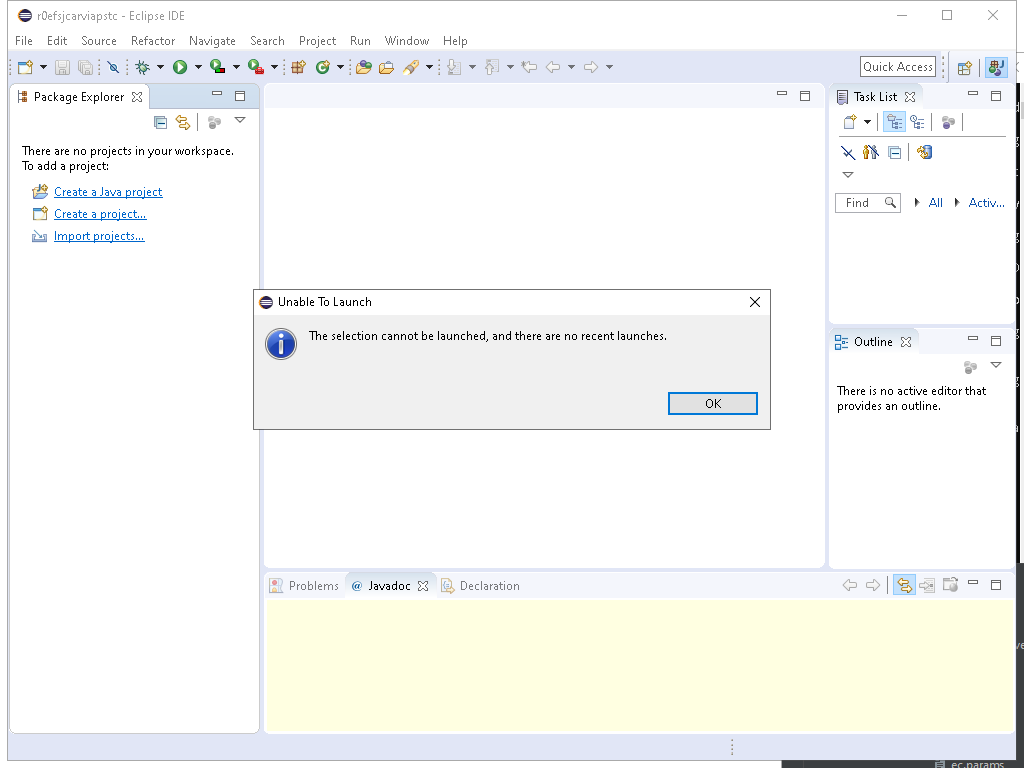 r0efsjcarviapstc - Eclipse IDE
File Edit Source Refactor Navigate Search Project Run Window Help
Quick Access
Package Explorer
Task List
There are no projects in your workspace.
To add a project:
Create a Java project
Create a project...
Import projects...
Find
All
Activ...
Unable To Launch
The selection cannot be launched, and there are no recent launches.
OK
Outline
There is no active editor that
provides an outline.
Problems
@ Javadoc
Declaration
ec.params